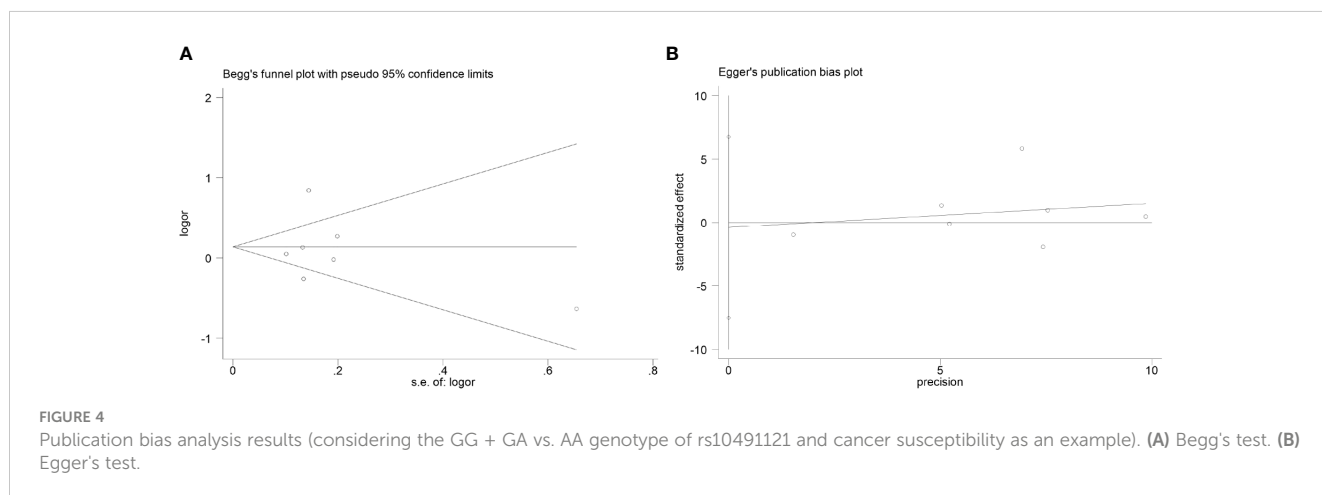 A
Begg's funnel plot with pseudo 95% confidence limits
2
1
0
-1
logor
0
.2
.4
.6
.8
s.e. of: logor
B
Egger's publication bias plot
10
5
0
-5
-10
standardized effect
0
5
10
precision
FIGURE 4
Publication bias analysis results (considering the GG + GA vs. AA genotype of rs10491121 and cancer susceptibility as an example). (A) Begg's test. (B)
Egger's test.